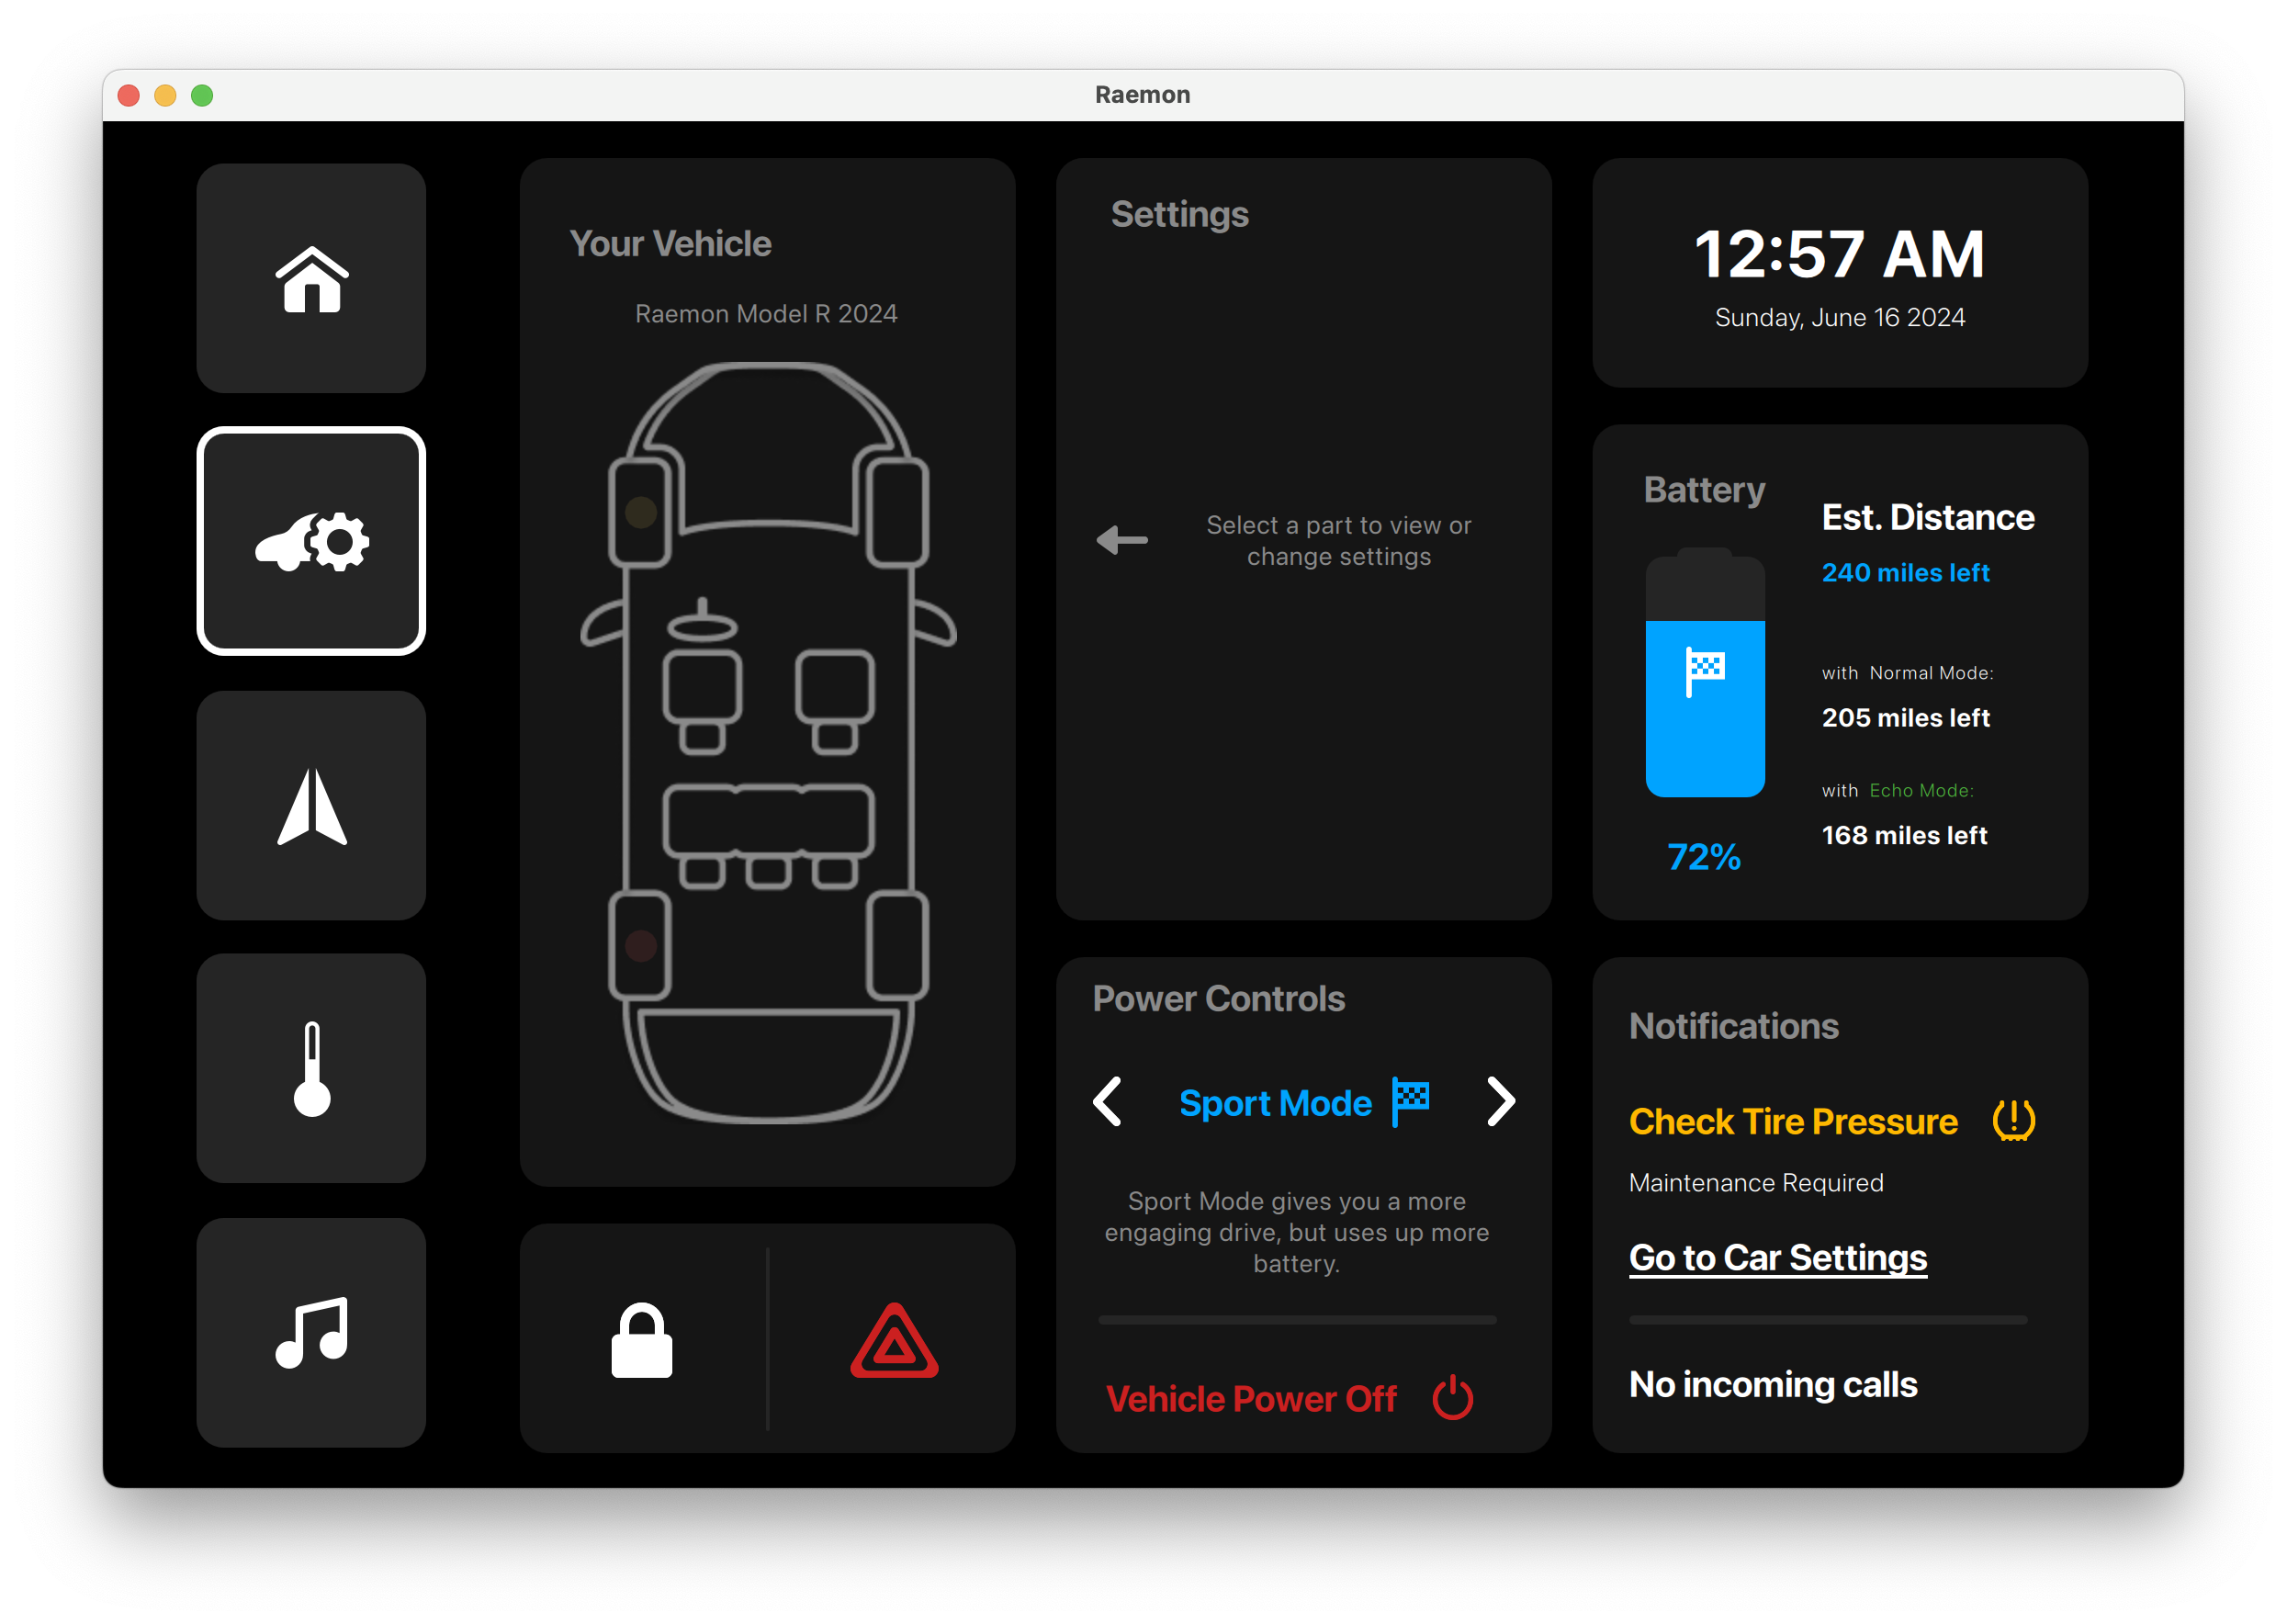 Raemon
Your Vehicle
Raemon Model R 2024
Settings
Select a part to view or
change settings
Power Controls
Sport Mode
Sport Mode gives you a more
engaging drive, but uses up more
battery.
Vehicle Power Off
12:57 AM
Sunday, June 16 2024
Battery
72%
Est. Distance
240 miles left
with Normal Mode:
205 miles left
with Echo Mode:
168 miles left
Notifications
Check Tire Pressure
Maintenance Required
Go to Car Settings
No incoming calls